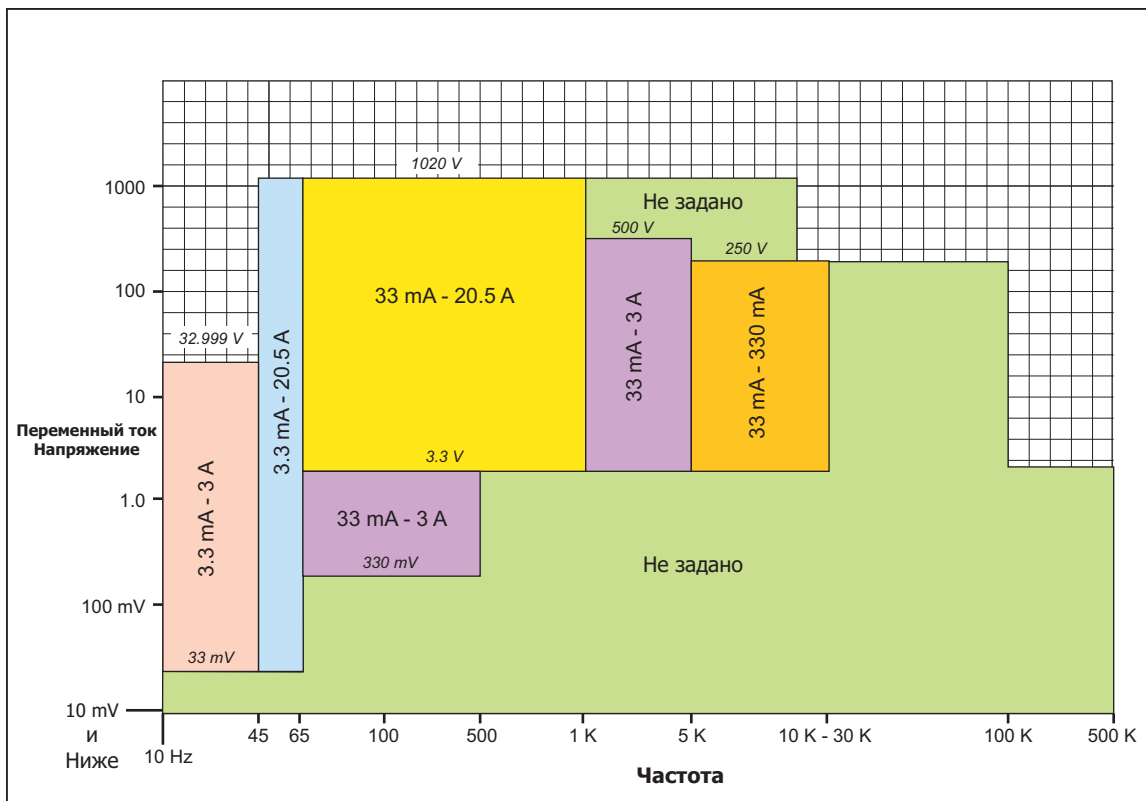 1020 V
1000
Не задано
500 V
250 V
100
33 mA - 20.5 A
32.999 V
33 mA - 3 A
33 mA - 330 mA
3.3 mA - 20.5 A
10
Переменный ток
Напряжение
3.3 V
1.0
3.3 mA - 3 A
33 mA - 3 A
330 mV
Не задано
100 mV
33 mV
10 mV
и
Ниже
10 Hz
45
65
100
500
1 K
5 K
10 K - 30 K
100 K
500 K
Частота